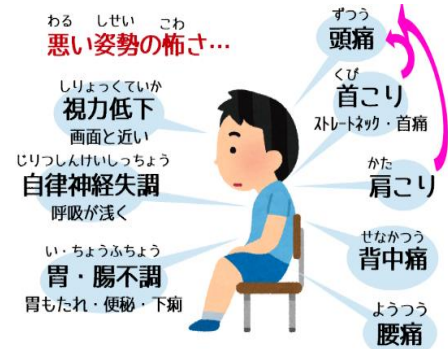 わる しせい こわ
悪い姿勢の怖さ…
ずつう
頭痛
くび
首こり
ストレートネック・首痛
かた
肩こり
せなかつう
背中痛
ようつう
腰痛
しりょっくていか
視力低下
画面と近い
じりつしんけいしっちょう
自律神経失調
呼吸が浅く
い・ちょうふちょう
胃・腸不調
胃もたれ・便秘・下痢